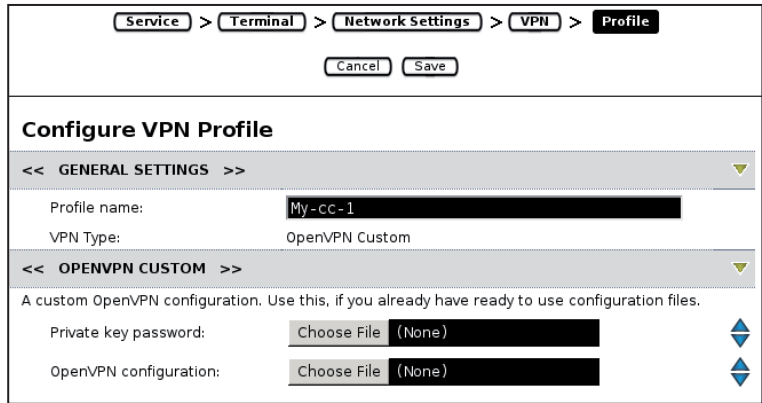 Service > Terminal > Network Settings > VPN > Profile
Cancel Save
Configure VPN Profile
<< GENERAL SETTINGS >>
Profile name: My-cc-1
VPN Type: OpenVPN Custom
<< OPENVPN CUSTOM >>
A custom OpenVPN configuration. Use this, if you already have ready to use configuration files.
Private key password: Choose File (None)
OpenVPN configuration: Choose File (None)